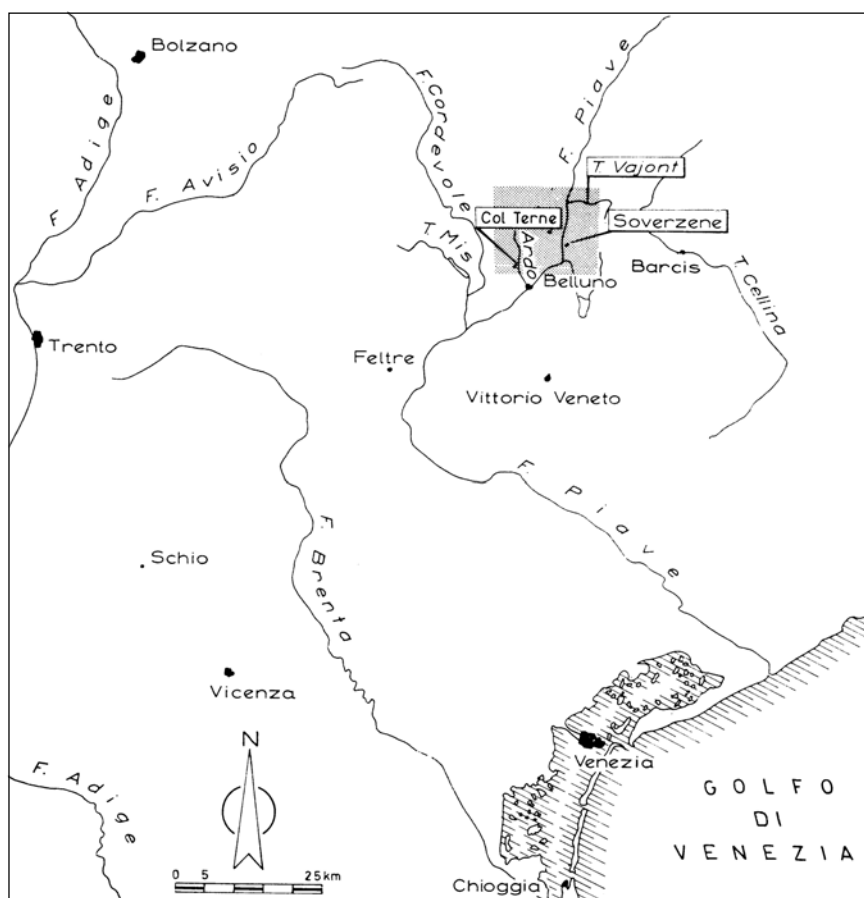 Bolzano
F. Cordevole
F. Piave
F Adige
F. Avisio
T. Vajont
Col Terne
Soverzene
T. Mis
Ardo
Barcis
Belluno
T. Cellina
Trento
Feltre
Vittorio Veneto
F. Piave
F. Brenta
Schio
Vicenza
N
Venezia
F. Adige
GOLFO
DI
VENEZIA
0 5 25 km
Chioggia